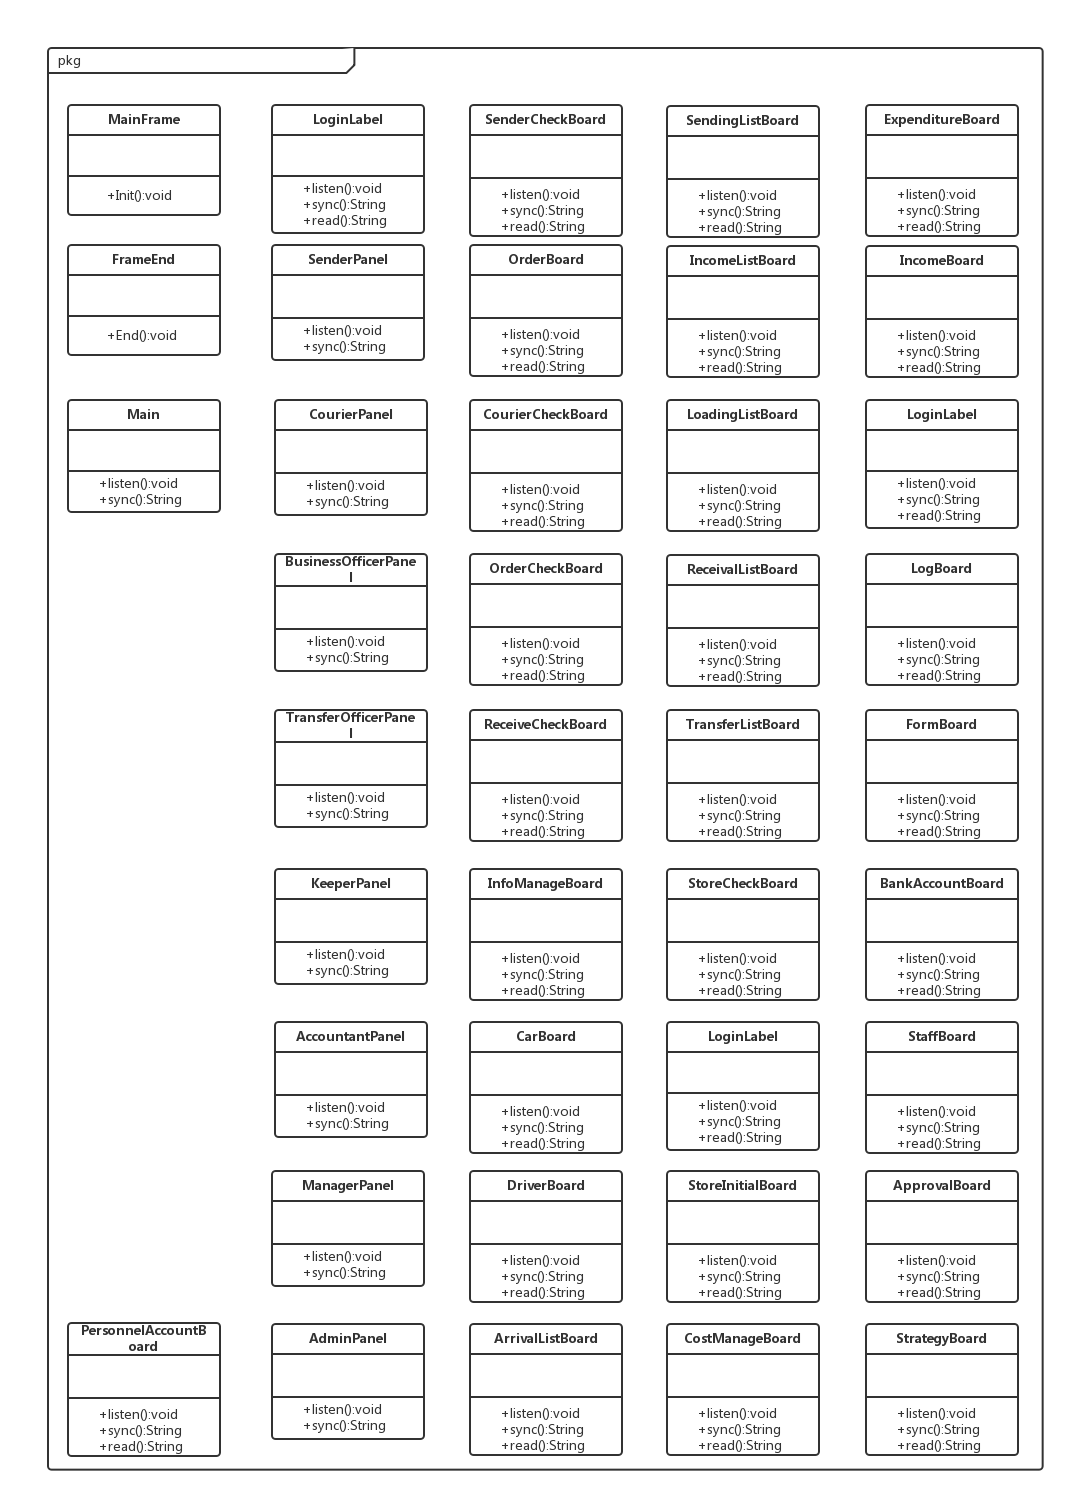 pkg
MainFrame
+Init():void
LoginLabel
+listen():void
+sync():String
+read():String
SenderCheckBoard
+listen():void
+sync():String
+read():String
SendingListBoard
+listen():void
+sync():String
+read():String
ExpenditureBoard
+listen():void
+sync():String
+read():String
FrameEnd
+End():void
SenderPanel
+listen():void
+sync():String
OrderBoard
+listen():void
+sync():String
+read():String
IncomeListBoard
+listen():void
+sync():String
+read():String
IncomeBoard
+listen():void
+sync():String
+read():String
Main
+listen():void
+sync():String
CourierPanel
+listen():void
+sync():String
CourierCheckBoard
+listen():void
+sync():String
+read():String
LoadingListBoard
+listen():void
+sync():String
+read():String
LoginLabel
+listen():void
+sync():String
+read():String
BusinessOfficerPane
l
+listen():void
+sync():String
OrderCheckBoard
+listen():void
+sync():String
+read():String
ReceivalListBoard
+listen():void
+sync():String
+read():String
LogBoard
+listen():void
+sync():String
+read():String
TransferOfficerPane
l
+listen():void
+sync():String
ReceiveCheckBoard
+listen():void
+sync():String
+read():String
TransferListBoard
+listen():void
+sync():String
+read():String
FormBoard
+listen():void
+sync():String
+read():String
KeeperPanel
+listen():void
+sync():String
InfoManageBoard
+listen():void
+sync():String
+read():String
StoreCheckBoard
+listen():void
+sync():String
+read():String
BankAccountBoard
+listen():void
+sync():String
+read():String
AccountantPanel
+listen():void
+sync():String
CarBoard
+listen():void
+sync():String
+read():String
LoginLabel
+listen():void
+sync():String
+read():String
StaffBoard
+listen():void
+sync():String
+read():String
ManagerPanel
+listen():void
+sync():String
DriverBoard
+listen():void
+sync():String
+read():String
StoreInitialBoard
+listen():void
+sync():String
+read():String
ApprovalBoard
+listen():void
+sync():String
+read():String
PersonnelAccountB
oard
+listen():void
+sync():String
+read():String
AdminPanel
+listen():void
+sync():String
ArrivalListBoard
+listen():void
+sync():String
+read():String
CostManageBoard
+listen():void
+sync():String
+read():String
StrategyBoard
+listen():void
+sync():String
+read():String